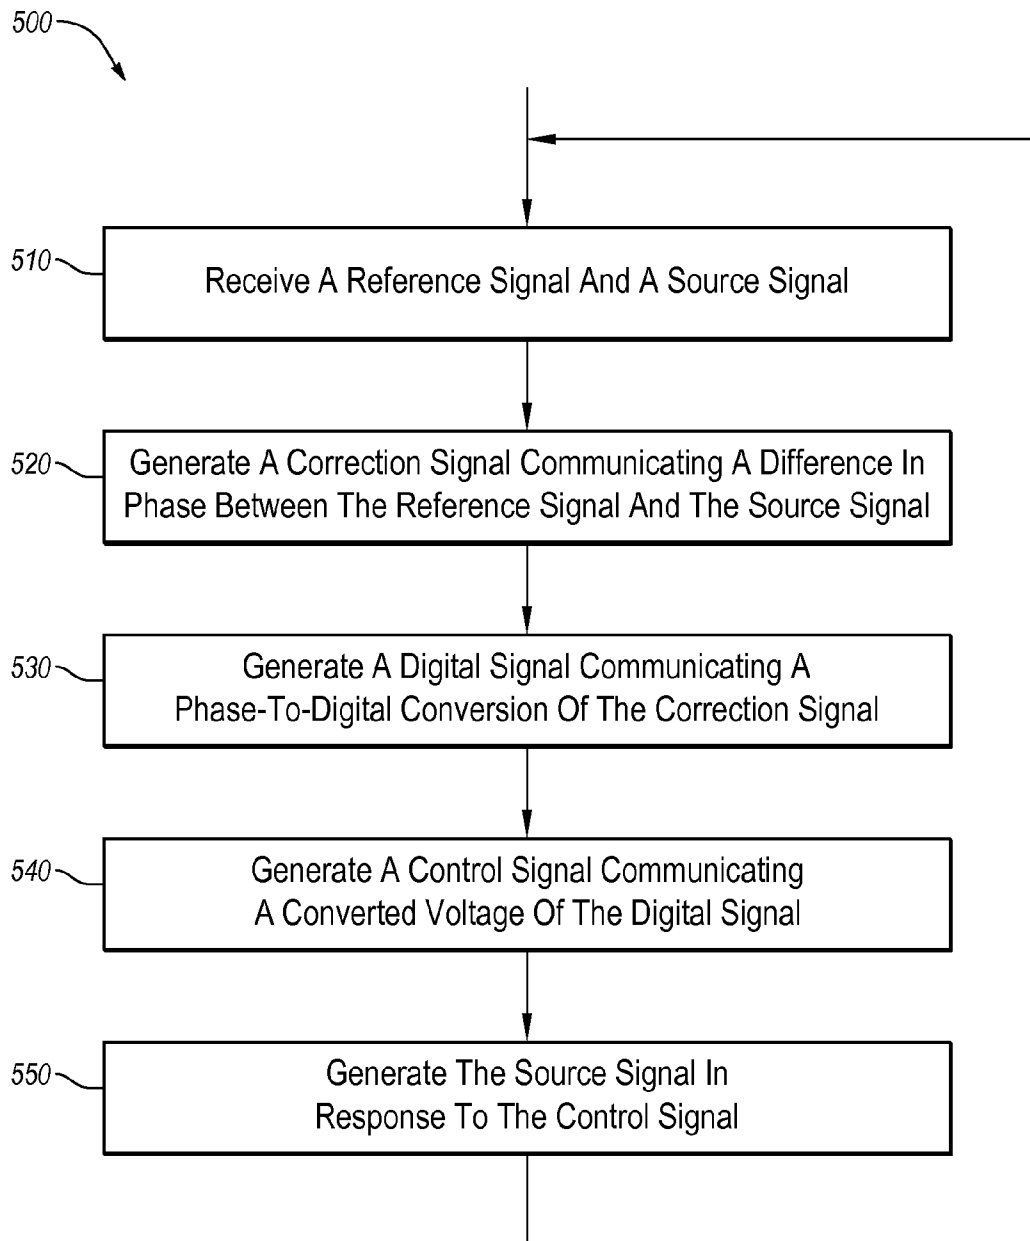 500
510
Receive A Reference Signal And A Source Signal
520
Generate A Correction Signal Communicating A Difference In
Phase Between The Reference Signal And The Source Signal
530
Generate A Digital Signal Communicating A
Phase-To-Digital Conversion Of The Correction Signal
540
Generate A Control Signal Communicating
A Converted Voltage Of The Digital Signal
550
Generate The Source Signal In
Response To The Control Signal